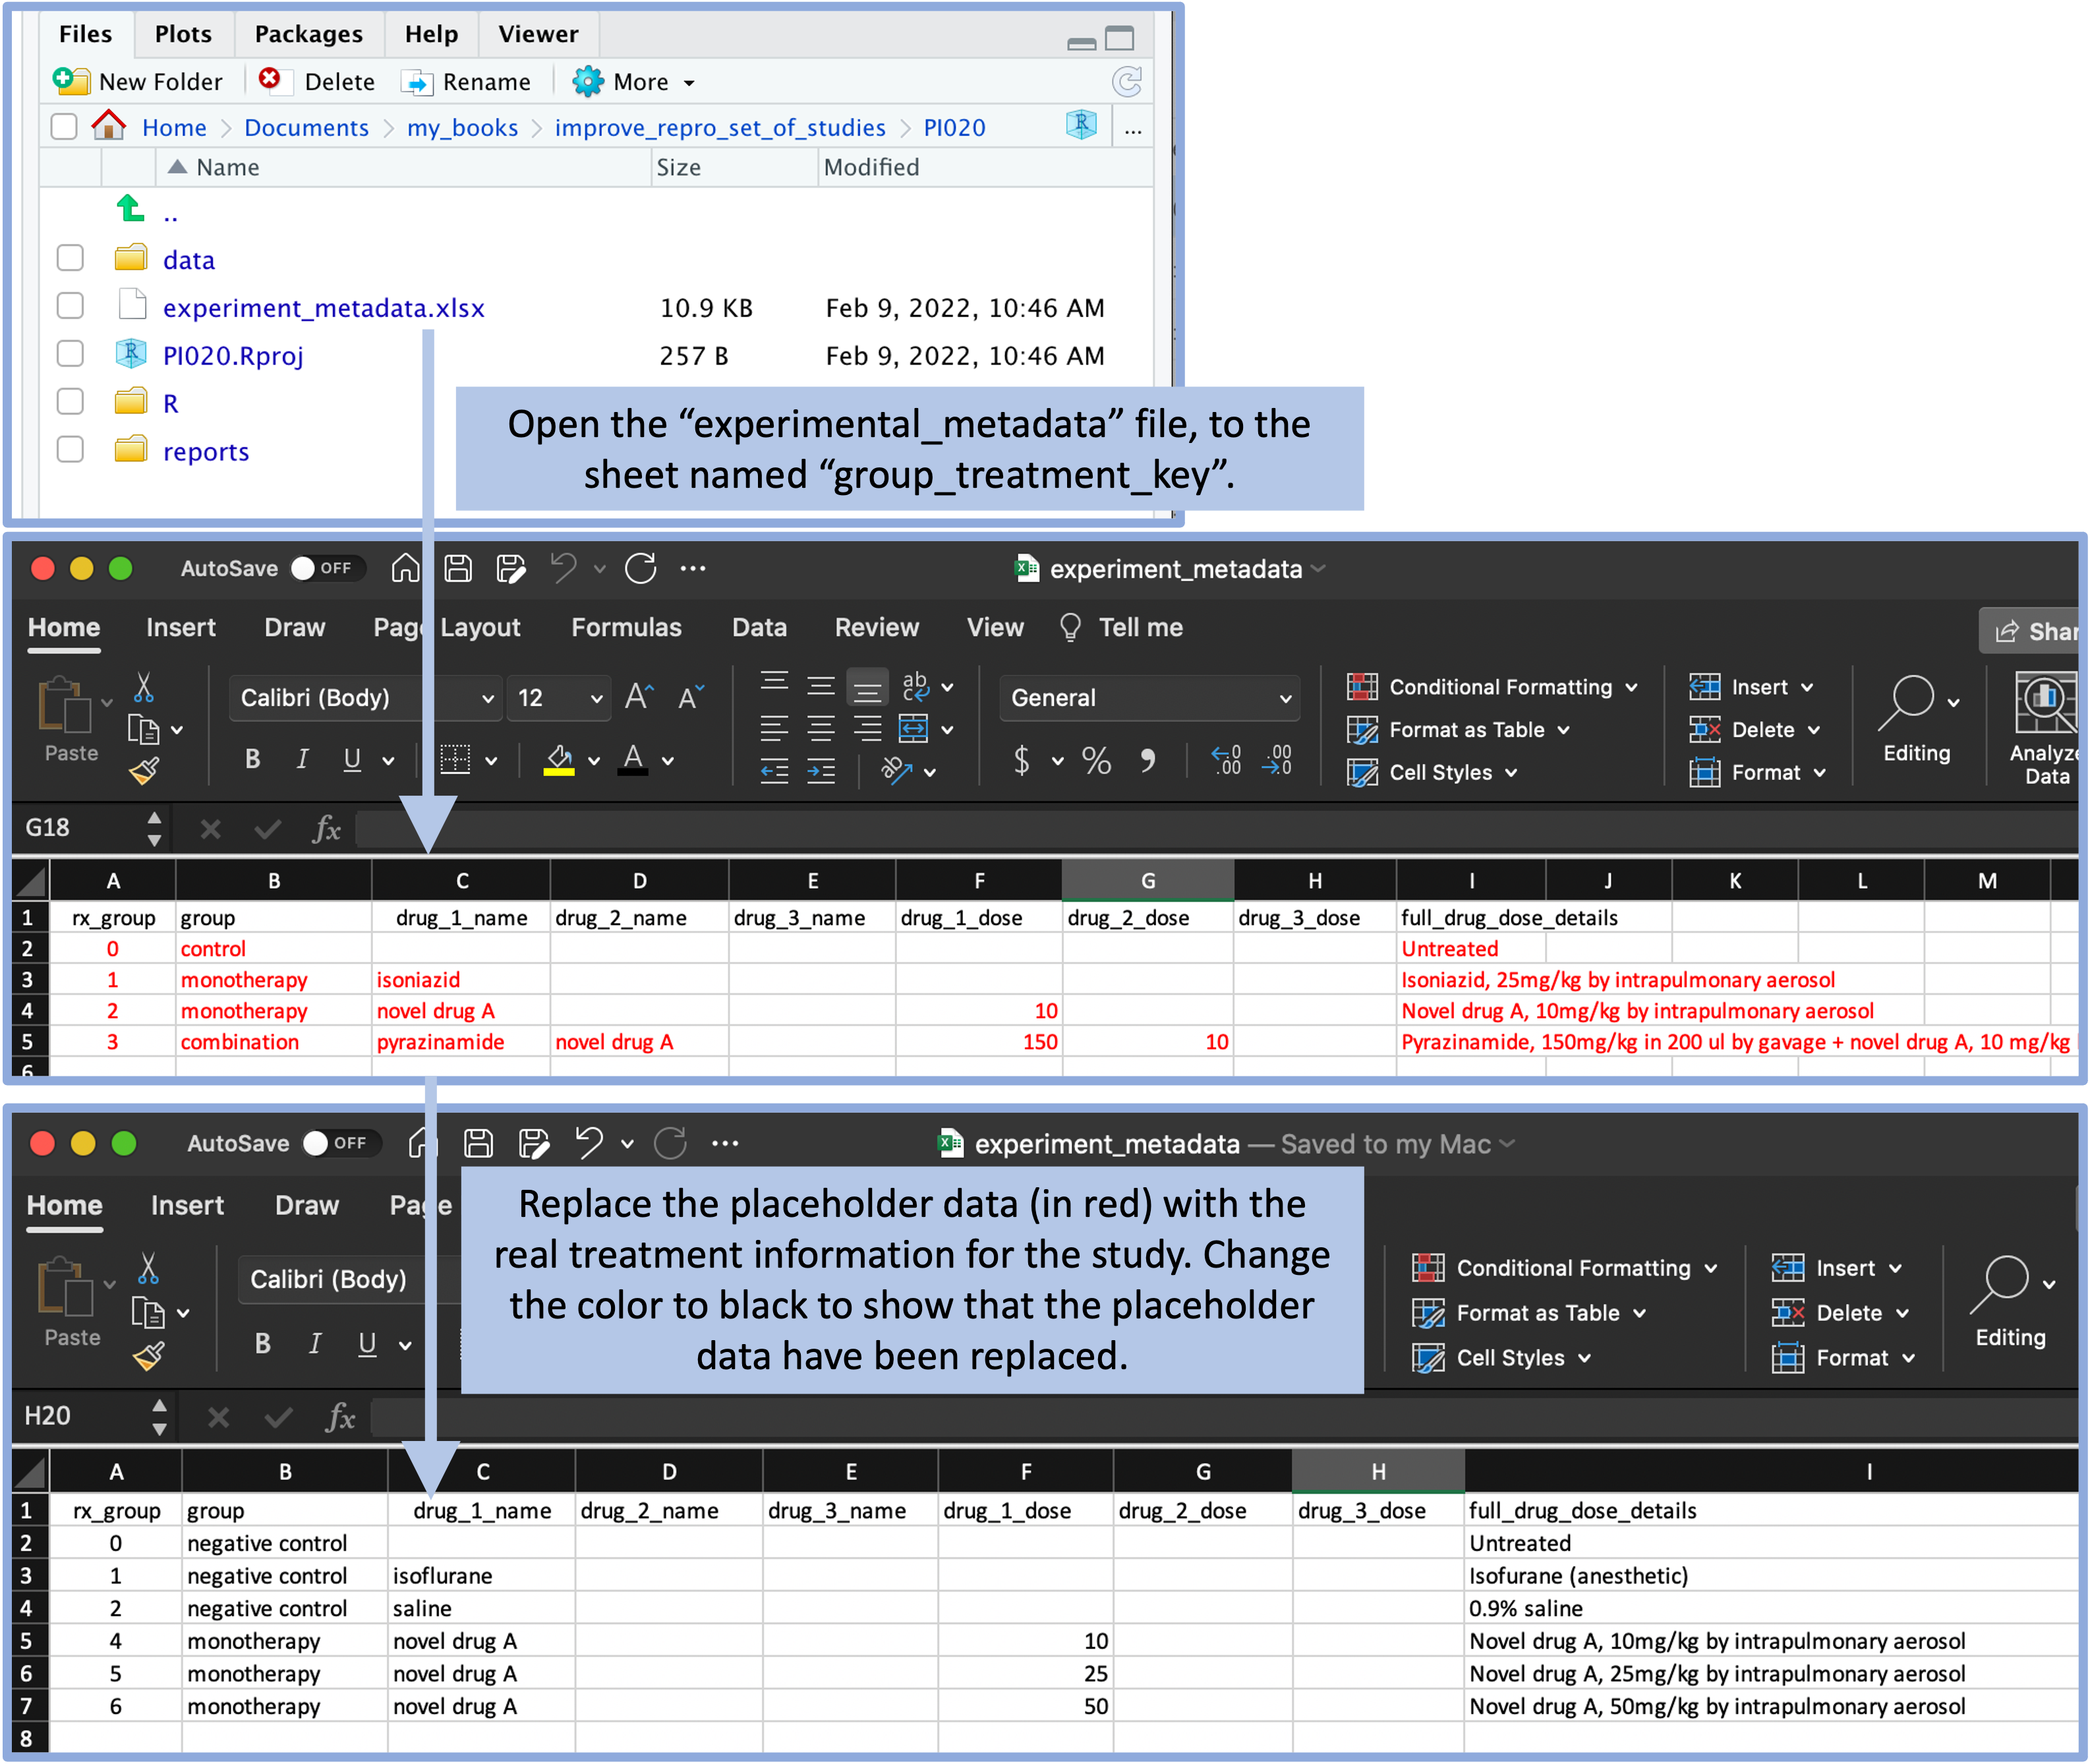 Files Plots Packages Help Viewer
New Folder Delete Rename More
Home Documents my_books improve_repro_set_of_studies PI020 R ...
Name Size Modified
..
data
experiment_metadata.xlsx 10.9 KB Feb 9, 2022, 10:46 AM
PI020.Rproj 257 B Feb 9, 2022, 10:46 AM
R
reports
Open the “experimental_metadata” file, to the
sheet named “group_treatment_key”.
AutoSave OFF ... experiment_metadata
Home Insert Draw Page Layout Formulas Data Review View Tell me Shar
Calibri (Body) 12 A A ab General Conditional Formatting Insert
Format as Table Delete
Paste B I U A $ % Cell Styles Format Editing Analyze
Data
G18 fx
A B C D E F G H I J K L M
1 rx_group group drug_1_name drug_2_name drug_3_name drug_1_dose drug_2_dose drug_3_dose full_drug_dose_details
2 0 control Untreated
3 1 monotherapy isoniazid Isoniazid, 25mg/kg by intrapulmonary aerosol
4 2 monotherapy novel drug A 10 Novel drug A, 10mg/kg by intrapulmonary aerosol
5 3 combination pyrazinamide novel drug A 150 10 Pyrazinamide, 150mg/kg in 200 ul by gavage + novel drug A, 10 mg/kg
6
AutoSave OFF ... experiment_metadata — Saved to my Mac
Home Insert Draw Page
Replace the placeholder data (in red) with the
real treatment information for the study. Change
the color to black to show that the placeholder
data have been replaced.
Calibri (Body) Conditional Formatting Insert
Format as Table Delete
Paste B I U Cell Styles Format Editing
H20 fx
A B C D E F G H I
1 rx_group group drug_1_name drug_2_name drug_3_name drug_1_dose drug_2_dose drug_3_dose full_drug_dose_details
2 0 negative control Untreated
3 1 negative control isoflurane Isofurane (anesthetic)
4 2 negative control saline 0.9% saline
5 4 monotherapy novel drug A 10 Novel drug A, 10mg/kg by intrapulmonary aerosol
6 5 monotherapy novel drug A 25 Novel drug A, 25mg/kg by intrapulmonary aerosol
7 6 monotherapy novel drug A 50 Novel drug A, 50mg/kg by intrapulmonary aerosol
8